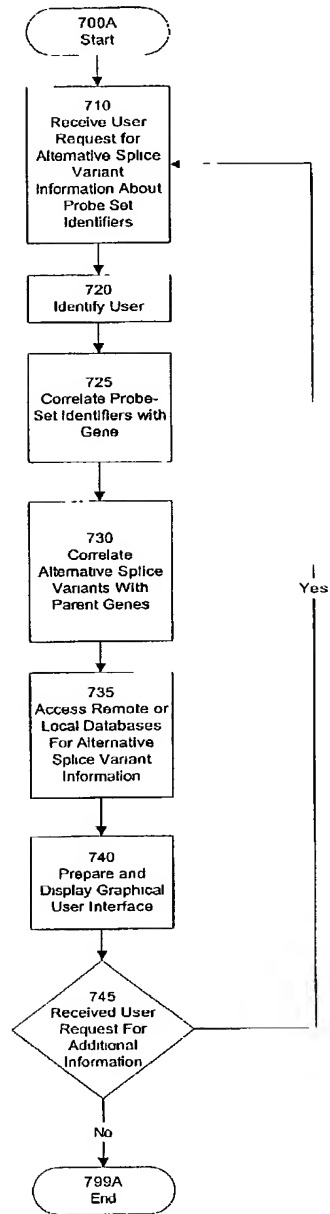 700A
Start
710
Receive User
Request for
Alternative Splice
Variant
Information About
Probe Set
Identifiers
720
Identify User
725
Correlate Probe-
Set Identifiers with
Gene
730
Correlate
Alternative Splice
Variants With
Parent Genes
735
Access Remote or
Local Databases
For Alternative
Splice Variant
Information
740
Prepare and
Display Graphical
User Interface
745
Received User
Request For
Additional
Information
Yes
No
799A
End